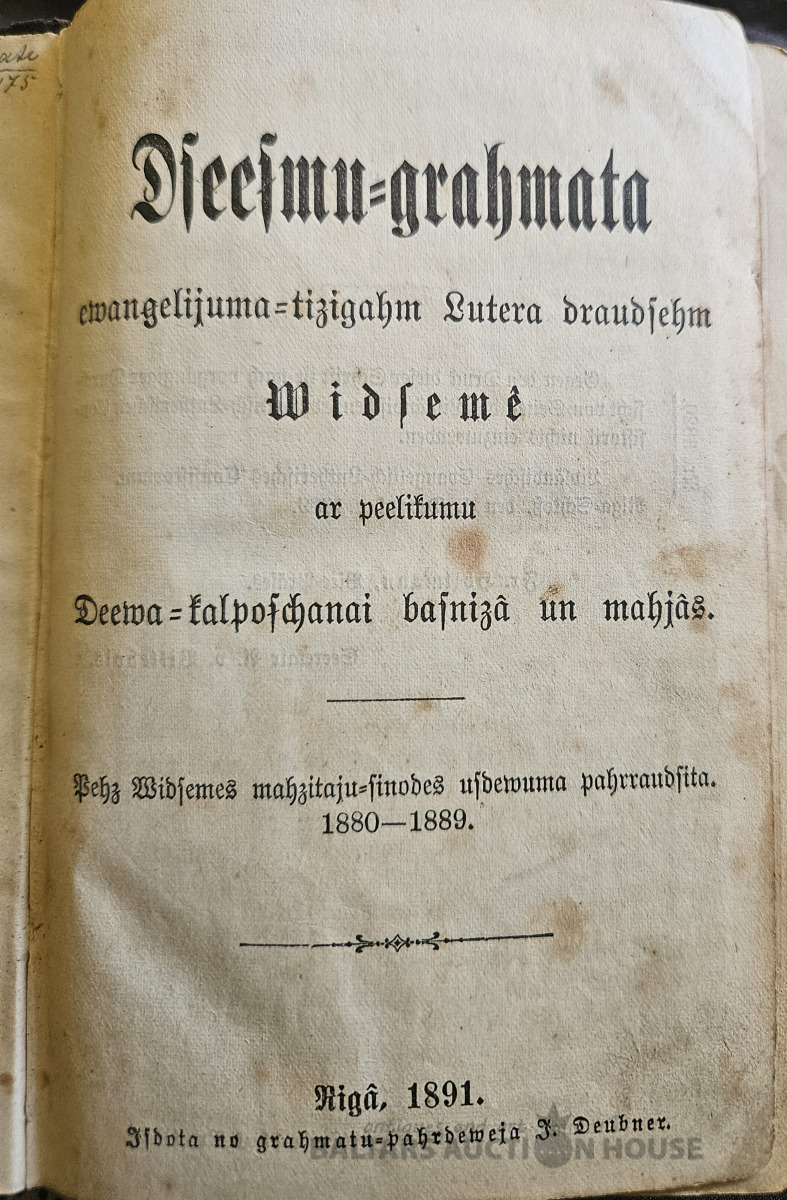 Dſeeſmu=grahmata
ewangelijuma=tizigahm Lutera draudſehm
Widſemê
ar peelikumu
Deewa=kalpoſchanai baſnizâ un mahjâs.
Pehz Widſemes mahzitaju=ſinodes uſdewuma pahrraudſita.
1880—1889.
Rigâ, 1891.
Iſdota no grahmatu=pahrdeweja J. Deubner.
BALTARS AUCTION HOUSE